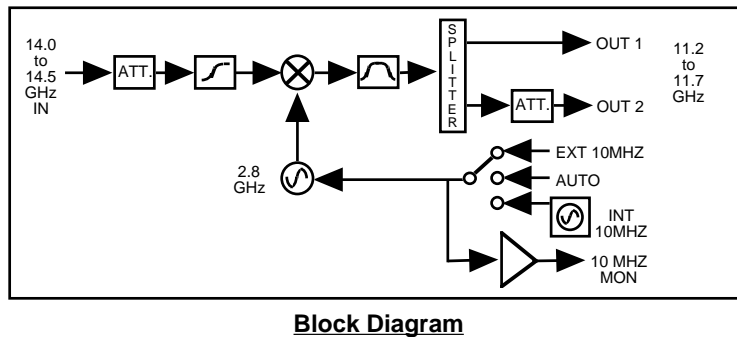 14.0
to
14.5
GHz
IN
ATT.
SPLITTER
OUT 1
11.2
to
11.7
GHz
ATT.
OUT 2
2.8
GHz
EXT 10MHZ
AUTO
INT
10MHZ
10 MHZ
MON
Block Diagram